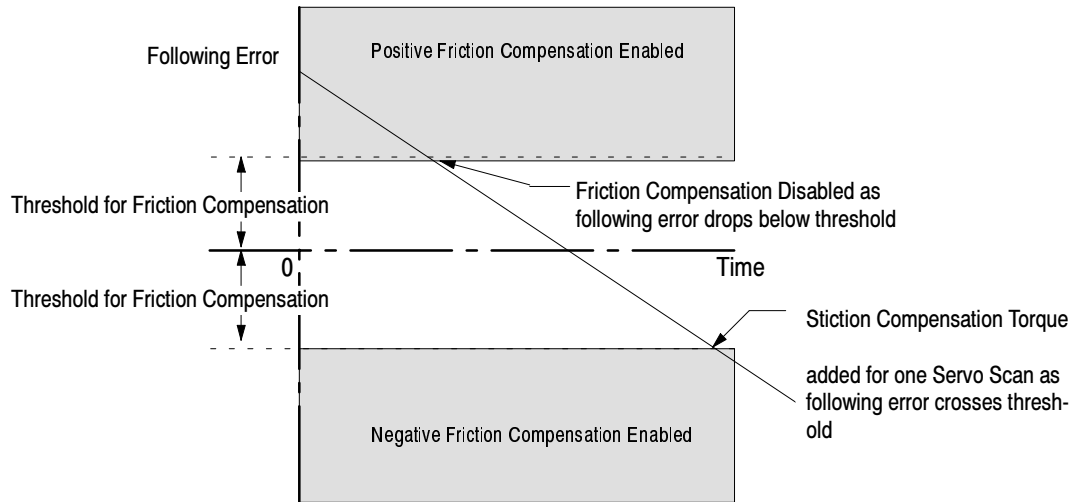 Positive Friction Compensation Enabled
Following Error
Friction Compensation Disabled as
following error drops below threshold
Threshold for Friction Compensation
0
Time
Threshold for Friction Compensation
Stiction Compensation Torque
added for one Servo Scan as
following error crosses thresh-
old
Negative Friction Compensation Enabled